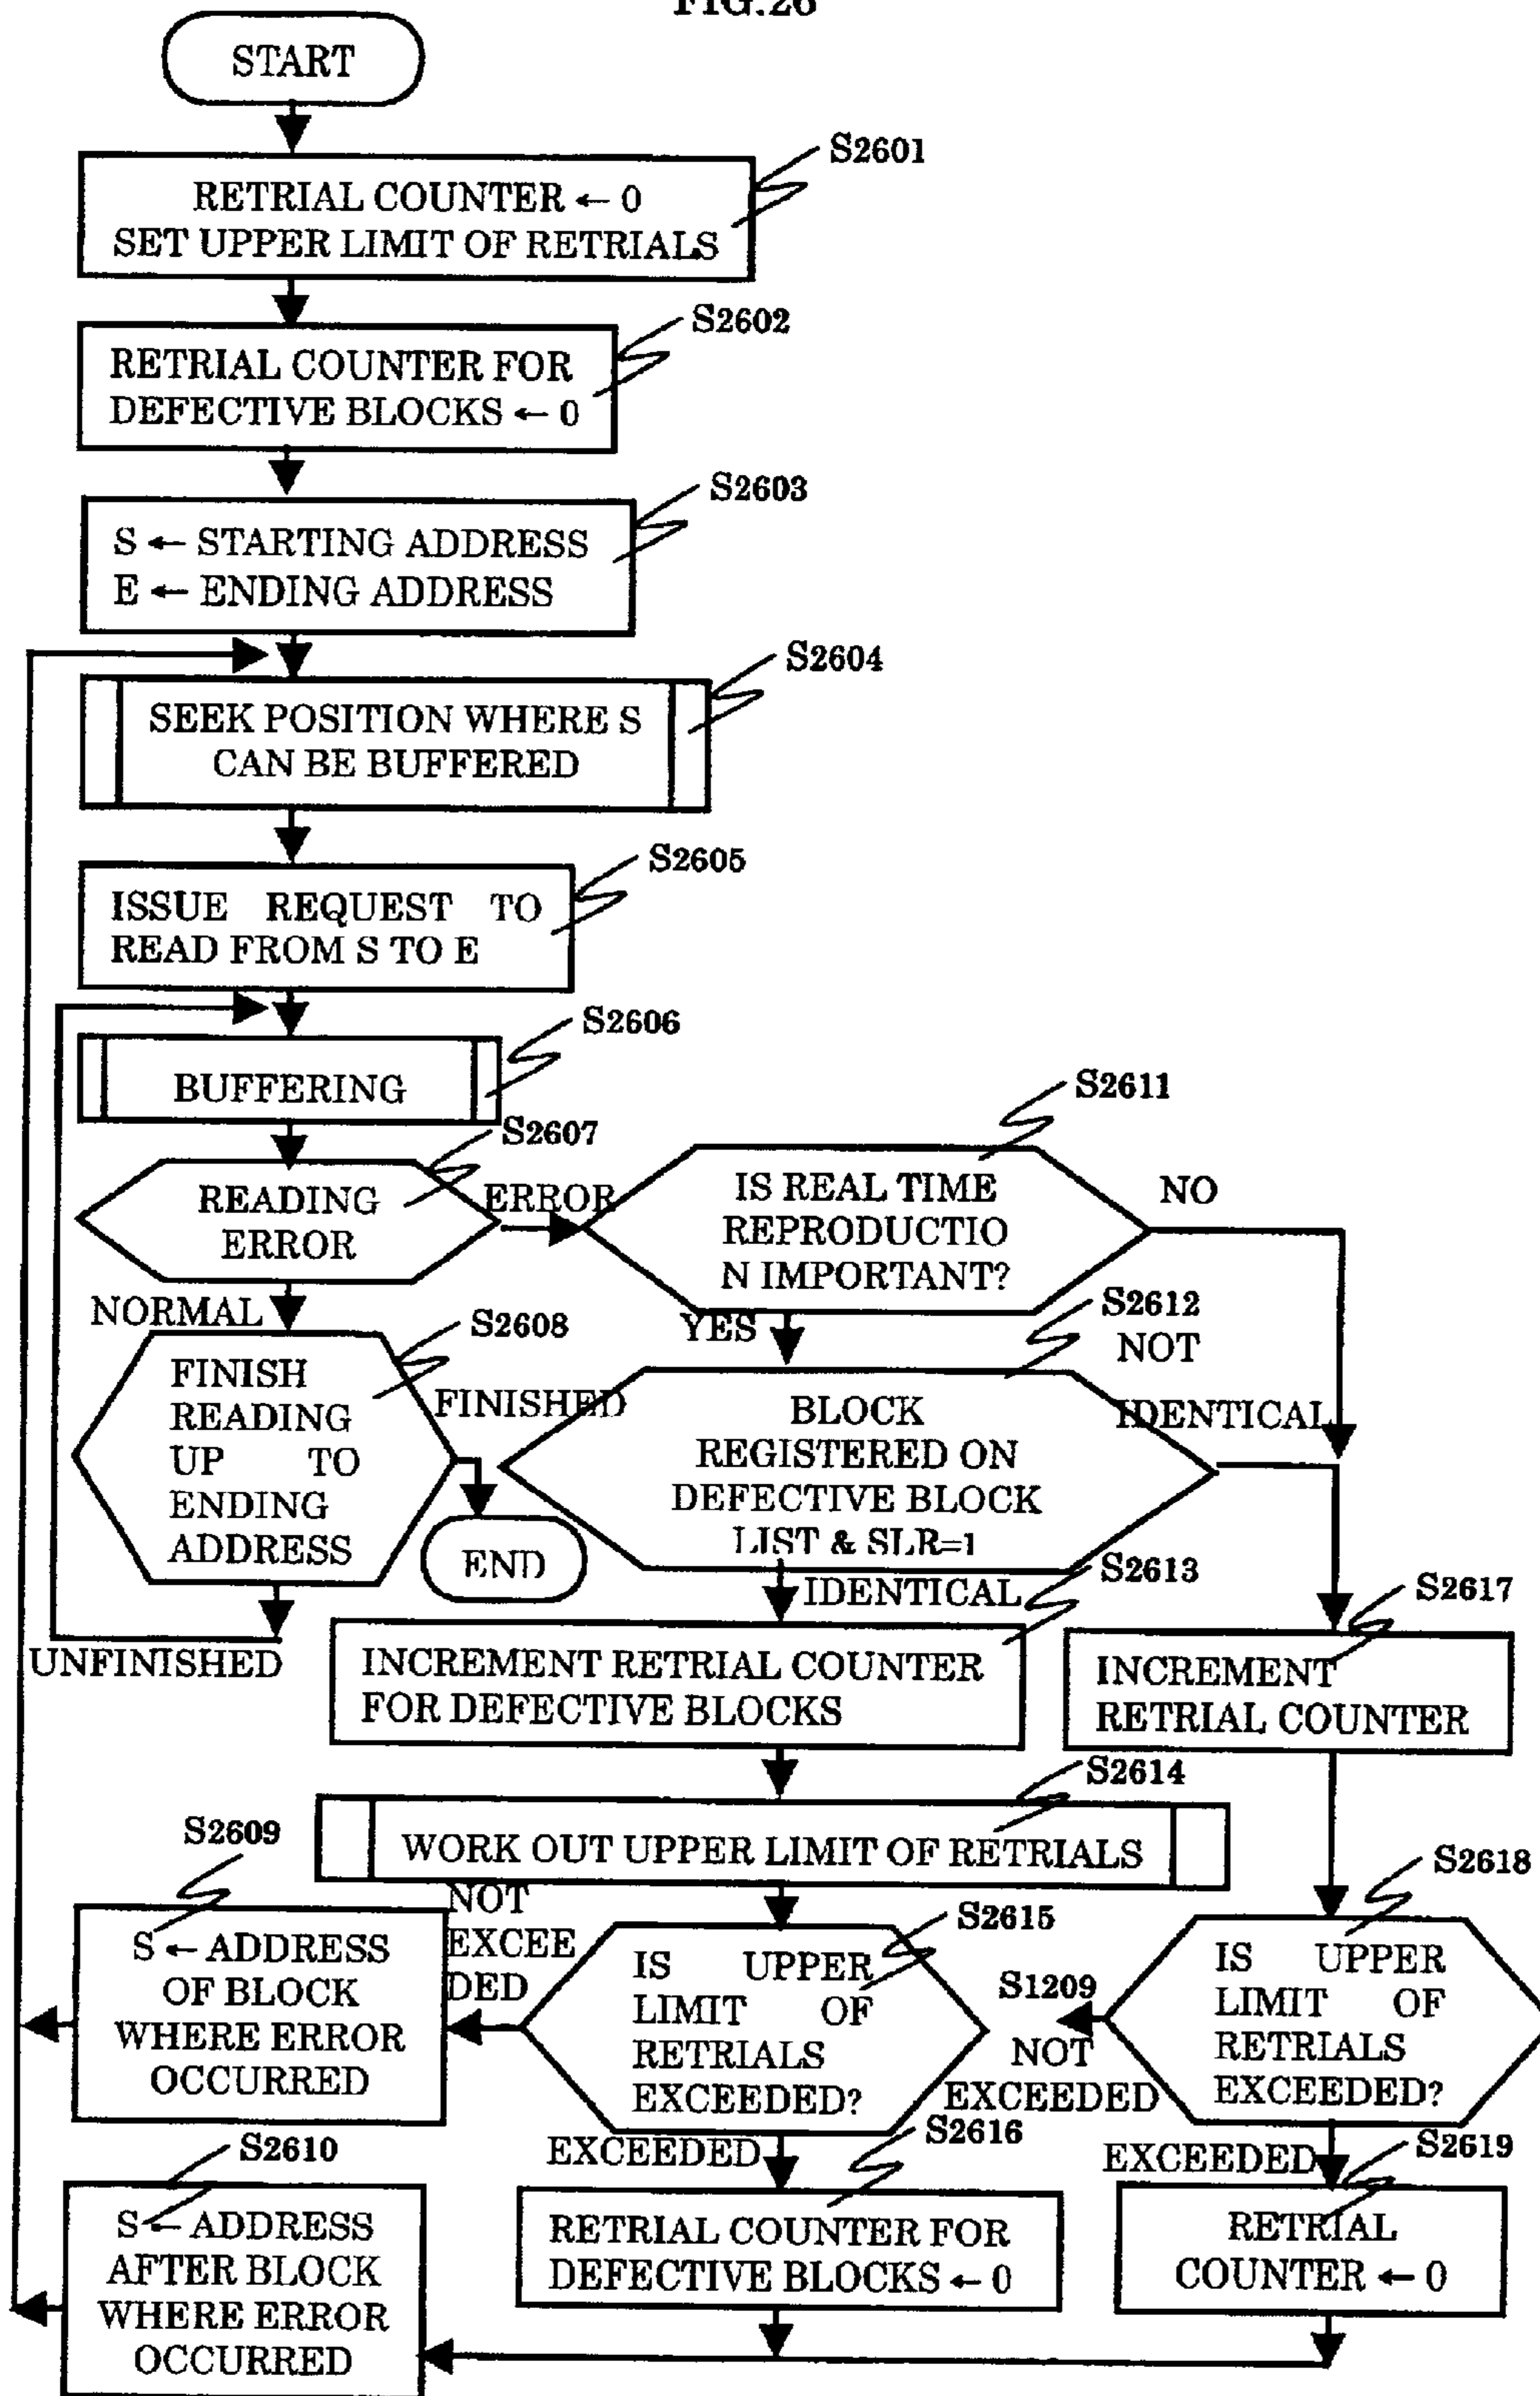 FIG.26
START
S2601
RETRIAL COUNTER ← 0
SET UPPER LIMIT OF RETRIALS
S2602
RETRIAL COUNTER FOR
DEFECTIVE BLOCKS ← 0
S2603
S ← STARTING ADDRESS
E ← ENDING ADDRESS
S2604
SEEK POSITION WHERE S
CAN BE BUFFERED
S2605
ISSUE REQUEST TO
READ FROM S TO E
S2606
BUFFERING
S2607
READING
ERROR
ERROR
S2611
IS REAL TIME
REPRODUCTIO
N IMPORTANT?
NO
NORMAL
YES
S2608
FINISH
READING
UP TO
ENDING
ADDRESS
FINISHED
END
UNFINISHED
S2612
NOT
IDENTICAL
BLOCK
REGISTERED ON
DEFECTIVE BLOCK
LIST & SLR=1
IDENTICAL
S2613
INCREMENT RETRIAL COUNTER
FOR DEFECTIVE BLOCKS
S2617
INCREMENT
RETRIAL COUNTER
S2614
WORK OUT UPPER LIMIT OF RETRIALS
S2609
S ← ADDRESS
OF BLOCK
WHERE ERROR
OCCURRED
NOT
EXCEE
DED
S2615
IS UPPER
LIMIT OF
RETRIALS
EXCEEDED?
S1209
NOT
EXCEEDED
S2618
IS UPPER
LIMIT OF
RETRIALS
EXCEEDED?
S2610
S ← ADDRESS
AFTER BLOCK
WHERE ERROR
OCCURRED
EXCEEDED
S2616
RETRIAL COUNTER FOR
DEFECTIVE BLOCKS ← 0
EXCEEDED
S2619
RETRIAL
COUNTER ← 0